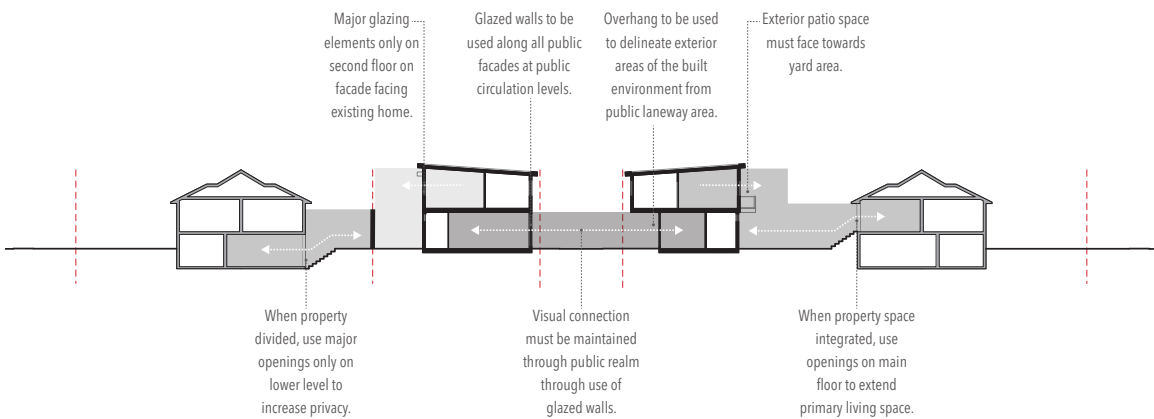 Major glazing
elements only on
second floor on
facade facing
existing home.
Glazed walls to be
used along all public
facades at public
circulation levels.
Overhang to be used
to delineate exterior
areas of the built
environment from
public laneway area.
Exterior patio space
must face towards
yard area.
When property
divided, use major
openings only on
lower level to
increase privacy.
Visual connection
must be maintained
through public realm
through use of
glazed walls.
When property space
integrated, use
openings on main
floor to extend
primary living space.